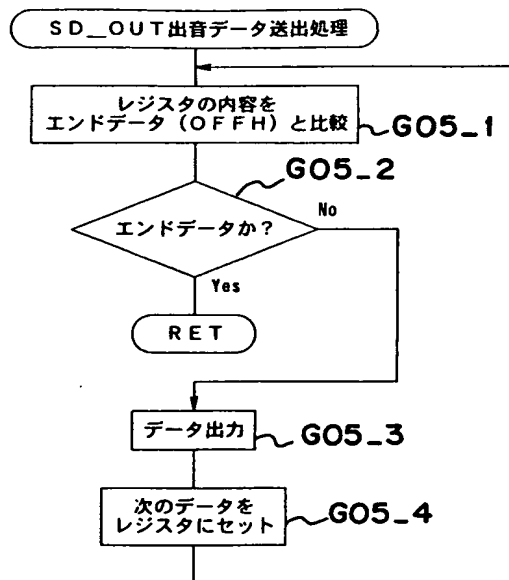 SD__OUT出音データ送出処理
レジスタの内容を
エンドデータ(OFFH)と比較
G05_1
G05_2
エンドデータか?
No
Yes
RET
データ出力
G05_3
次のデータを
レジスタにセット
G05_4